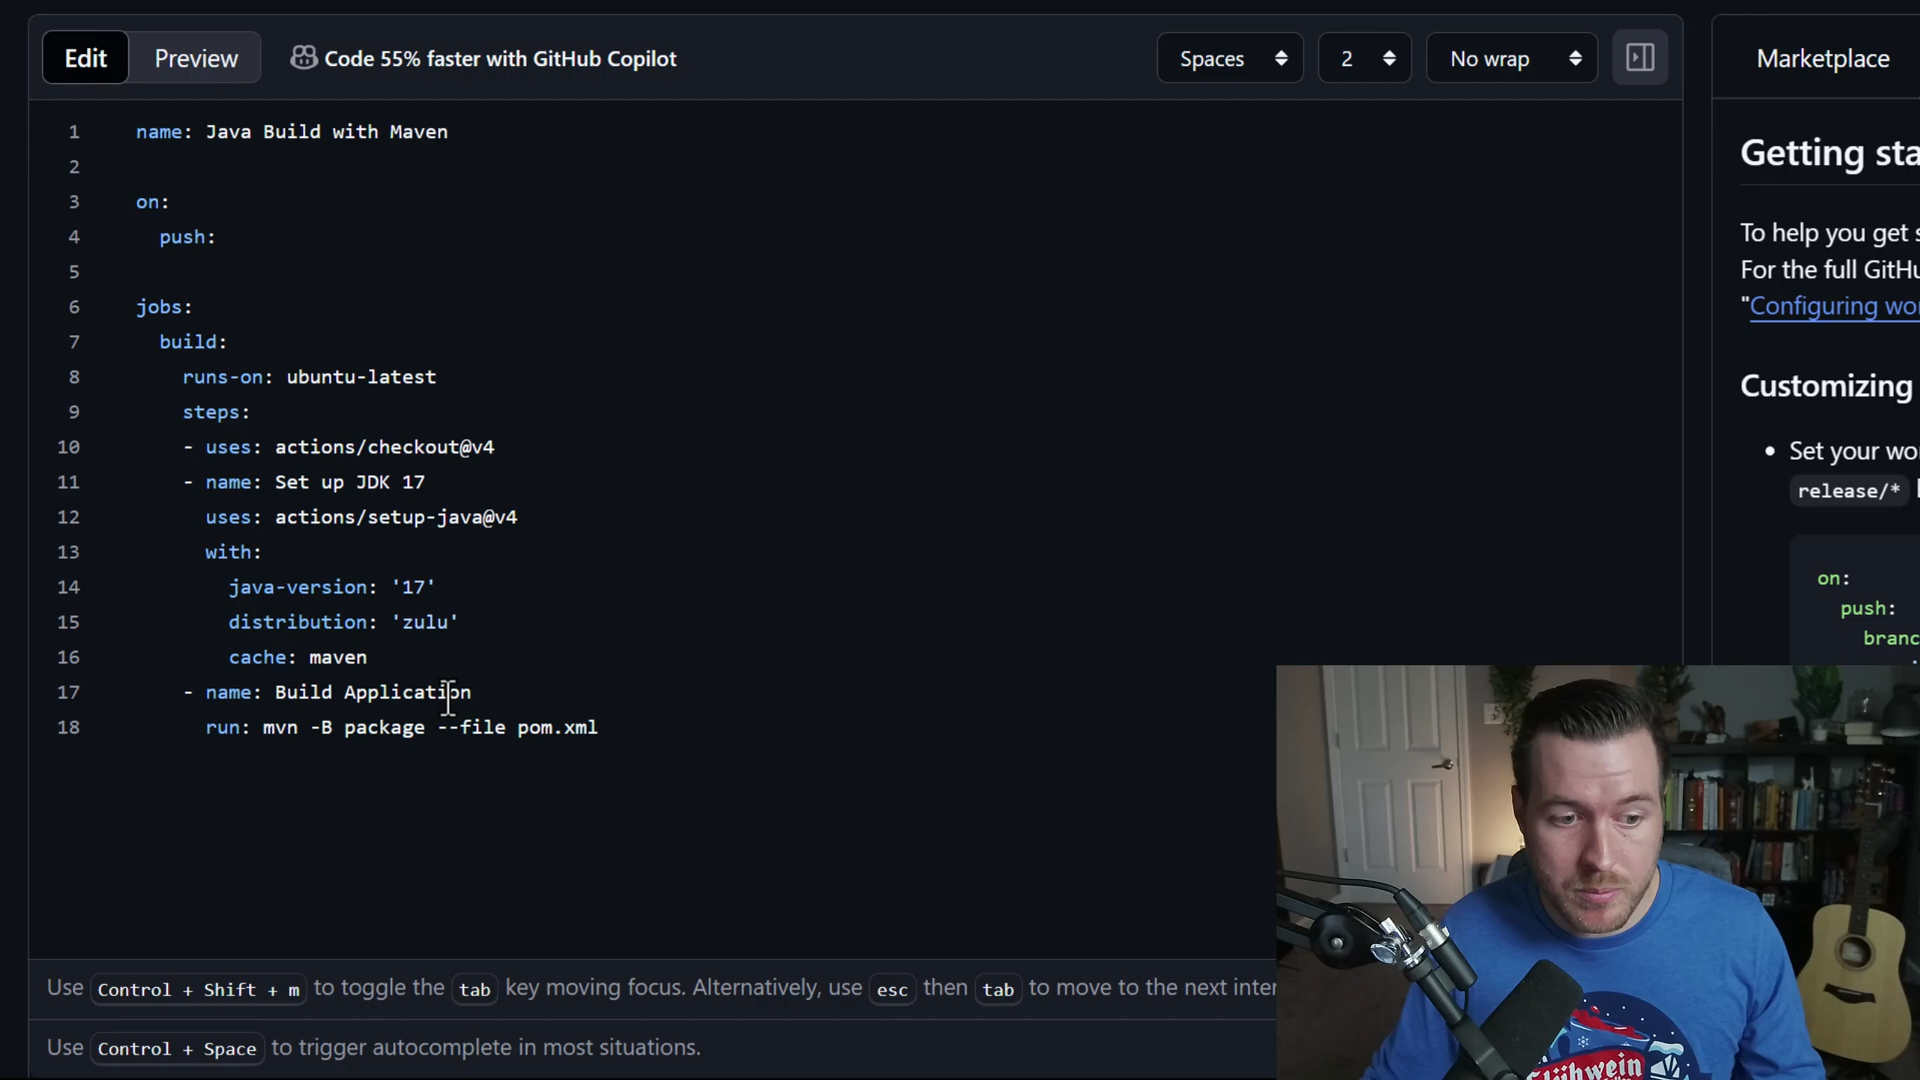 Edit Preview Code 55% faster with GitHub Copilot Spaces 2 No wrap
1 name: Java Build with Maven
2
3 on:
4 push:
5
6 jobs:
7 build:
8 runs-on: ubuntu-latest
9 steps:
10 - uses: actions/checkout@v4
11 - name: Set up JDK 17
12 uses: actions/setup-java@v4
13 with:
14 java-version: '17'
15 distribution: 'zulu'
16 cache: maven
17 - name: Build Application
18 run: mvn -B package --file pom.xml
Use Control + Shift + m to toggle the tab key moving focus. Alternatively, use esc then tab to move to the next inter
Use Control + Space to trigger autocomplete in most situations.
Marketplace
Getting sta
To help you get s
For the full GitHu
"Configuring wor
Customizing
• Set your wor
release/*
on:
push:
branc
Glühwein